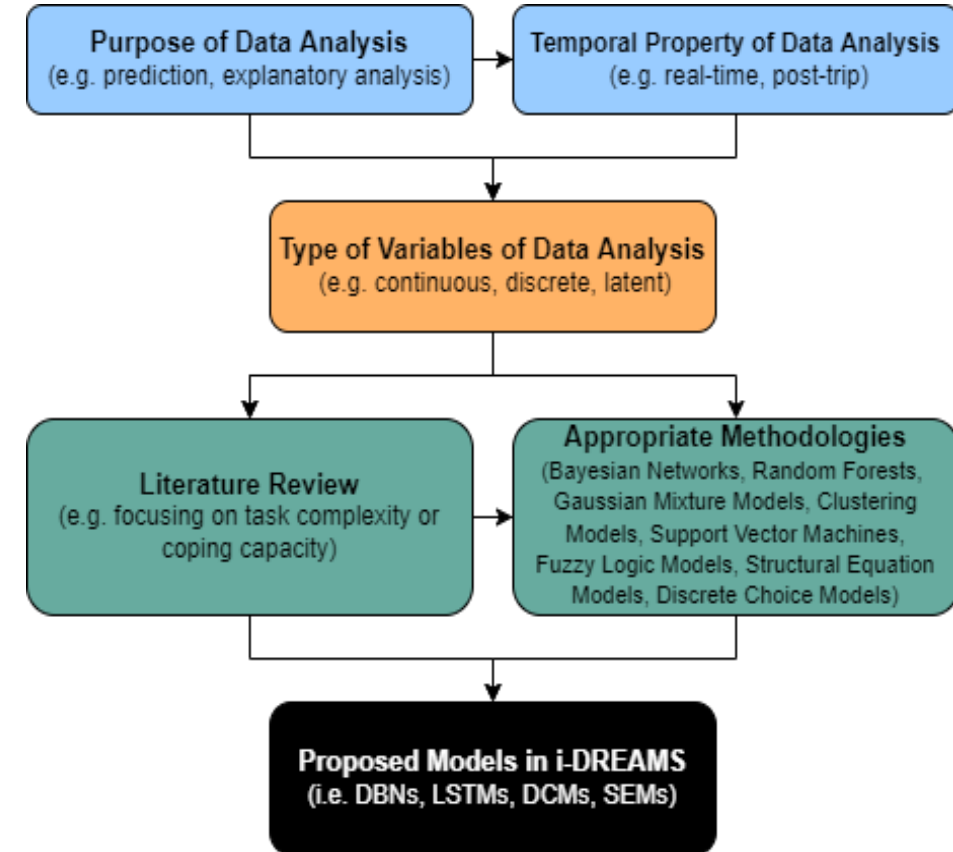 Purpose of Data Analysis
(e.g. prediction, explanatory analysis)
Temporal Property of Data Analysis
(e.g. real-time, post-trip)
Type of Variables of Data Analysis
(e.g. continuous, discrete, latent)
Literature Review
(e.g. focusing on task complexity or
coping capacity)
Appropriate Methodologies
(Bayesian Networks, Random Forests,
Gaussian Mixture Models, Clustering
Models, Support Vector Machines,
Fuzzy Logic Models, Structural Equation
Models, Discrete Choice Models)
Proposed Models in i-DREAMS
(i.e. DBNs, LSTMs, DCMs, SEMs)